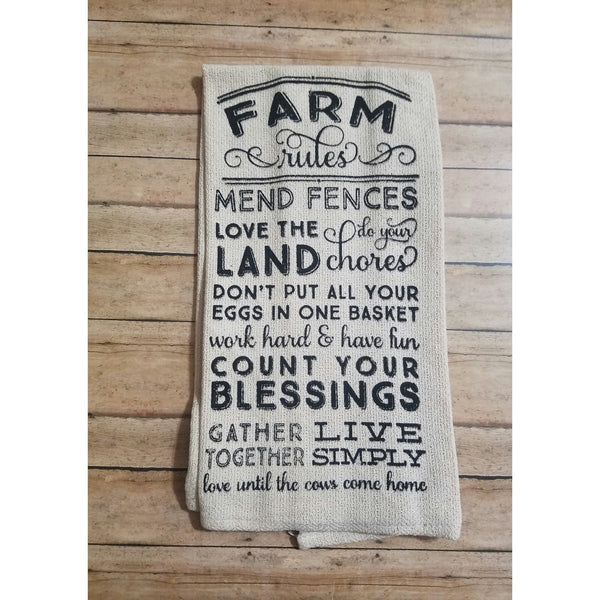 FARM
rules
MEND FENCES
LOVE THE
LAND
do your
chores
DON'T PUT ALL YOUR
EGGS IN ONE BASKET
work hard & have fun
COUNT YOUR
BLESSINGS
GATHER
TOGETHER
LIVE
SIMPLY
love until the cows come home